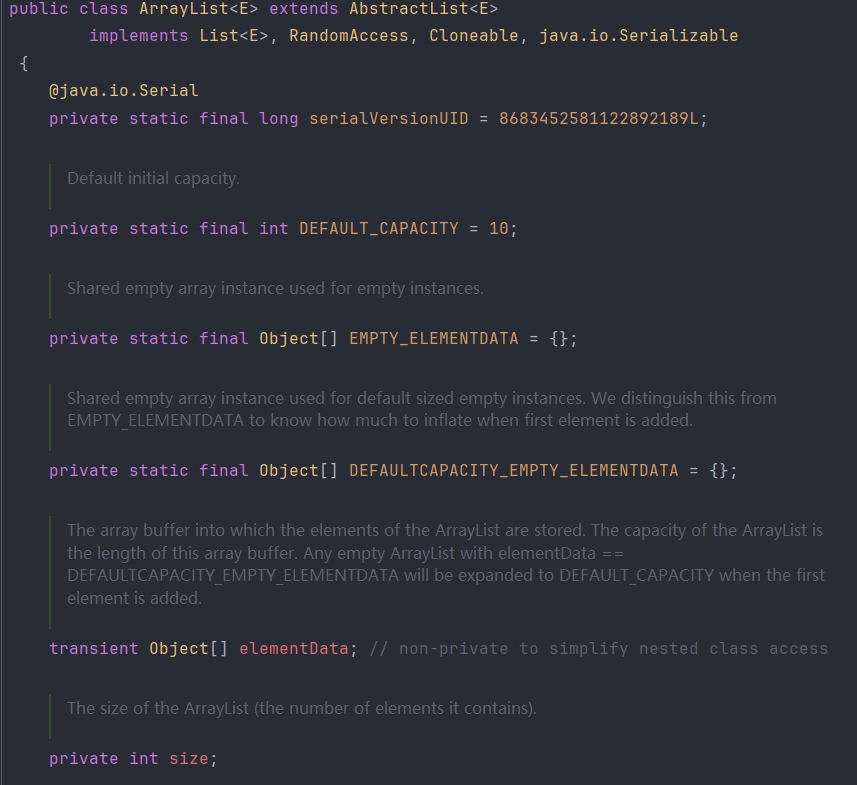 public class ArrayList<E> extends AbstractList<E>
implements List<E>, RandomAccess, Cloneable, java.io.Serializable
{
@java.io.Serial
private static final long serialVersionUID = 8683452581122892189L;
Default initial capacity.
private static final int DEFAULT_CAPACITY = 10;
Shared empty array instance used for empty instances.
private static final Object[] EMPTY_ELEMENTDATA = {};
Shared empty array instance used for default sized empty instances. We distinguish this from
EMPTY_ELEMENTDATA to know how much to inflate when first element is added.
private static final Object[] DEFAULTCAPACITY_EMPTY_ELEMENTDATA = {};
The array buffer into which the elements of the ArrayList are stored. The capacity of the ArrayList is
the length of this array buffer. Any empty ArrayList with elementData ==
DEFAULTCAPACITY_EMPTY_ELEMENTDATA will be expanded to DEFAULT_CAPACITY when the first
element is added.
transient Object[] elementData; // non-private to simplify nested class access
The size of the ArrayList (the number of elements it contains).
private int size;